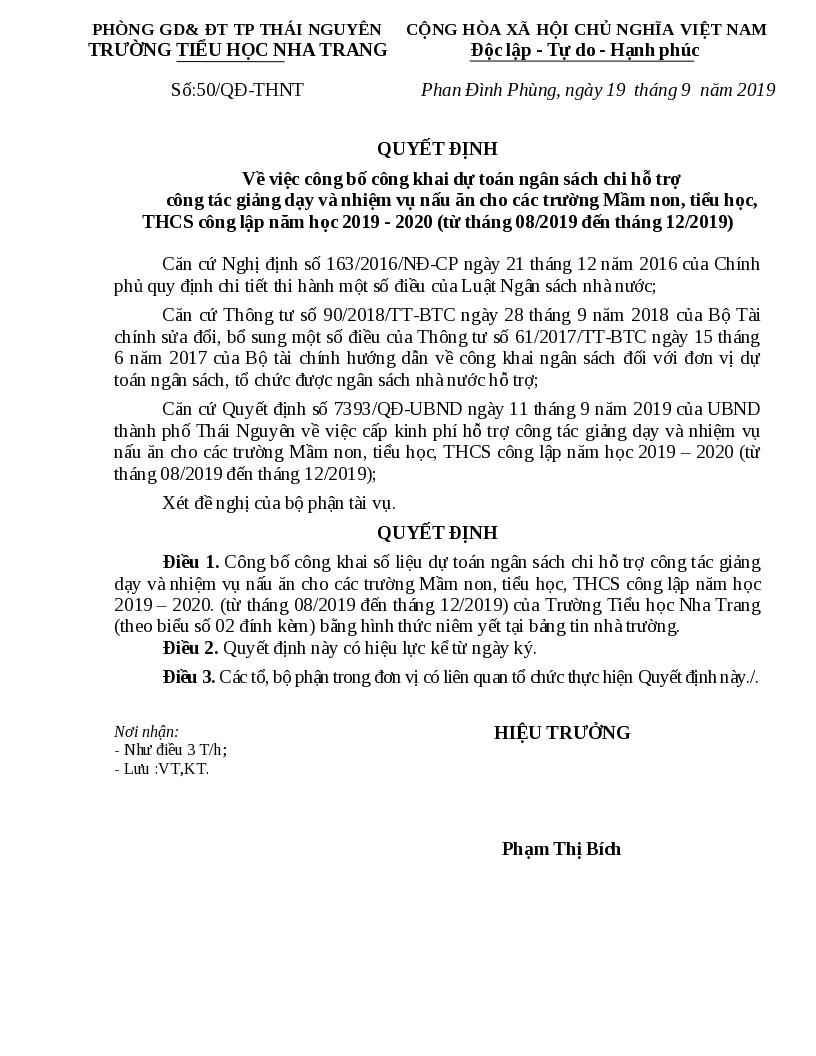 PHÒNG GD& ĐT TP THÁI NGUYÊN
TRƯỜNG TIỂU HỌC NHA TRANG
CỘNG HÒA XÃ HỘI CHỦ NGHĨA VIỆT NAM
Độc lập - Tự do - Hạnh phúc
Số:50/QĐ-THNT
Phan Đình Phùng, ngày 19 tháng 9 năm 2019
QUYẾT ĐỊNH
Về việc công bố công khai dự toán ngân sách chi hỗ trợ
công tác giảng dạy và nhiệm vụ nấu ăn cho các trường Mầm non, tiểu học,
THCS công lập năm học 2019 - 2020 (từ tháng 08/2019 đến tháng 12/2019)
Căn cứ Nghị định số 163/2016/NĐ-CP ngày 21 tháng 12 năm 2016 của Chính
phủ quy định chi tiết thi hành một số điều của Luật Ngân sách nhà nước;
Căn cứ Thông tư số 90/2018/TT-BTC ngày 28 tháng 9 năm 2018 của Bộ Tài
chính sửa đổi, bổ sung một số điều của Thông tư số 61/2017/TT-BTC ngày 15 tháng
6 năm 2017 của Bộ tài chính hướng dẫn về công khai ngân sách đối với đơn vị dự
toán ngân sách, tổ chức được ngân sách nhà nước hỗ trợ;
Căn cứ Quyết định số 7393/QĐ-UBND ngày 11 tháng 9 năm 2019 của UBND
thành phố Thái Nguyên về việc cấp kinh phí hỗ trợ công tác giảng dạy và nhiệm vụ
nấu ăn cho các trường Mầm non, tiểu học, THCS công lập năm học 2019 – 2020 (từ
tháng 08/2019 đến tháng 12/2019);
Xét đề nghị của bộ phận tài vụ.
QUYẾT ĐỊNH
Điều 1. Công bố công khai số liệu dự toán ngân sách chi hỗ trợ công tác giảng
dạy và nhiệm vụ nấu ăn cho các trường Mầm non, tiểu học, THCS công lập năm học
2019 – 2020. (từ tháng 08/2019 đến tháng 12/2019) của Trường Tiểu học Nha Trang
(theo biểu số 02 đính kèm) bằng hình thức niêm yết tại bảng tin nhà trường.
Điều 2. Quyết định này có hiệu lực kể từ ngày ký.
Điều 3. Các tổ, bộ phận trong đơn vị có liên quan tổ chức thực hiện Quyết định này./.
Nơi nhận:
- Như điều 3 T/h;
- Lưu :VT,KT.
HIỆU TRƯỞNG
Phạm Thị Bích